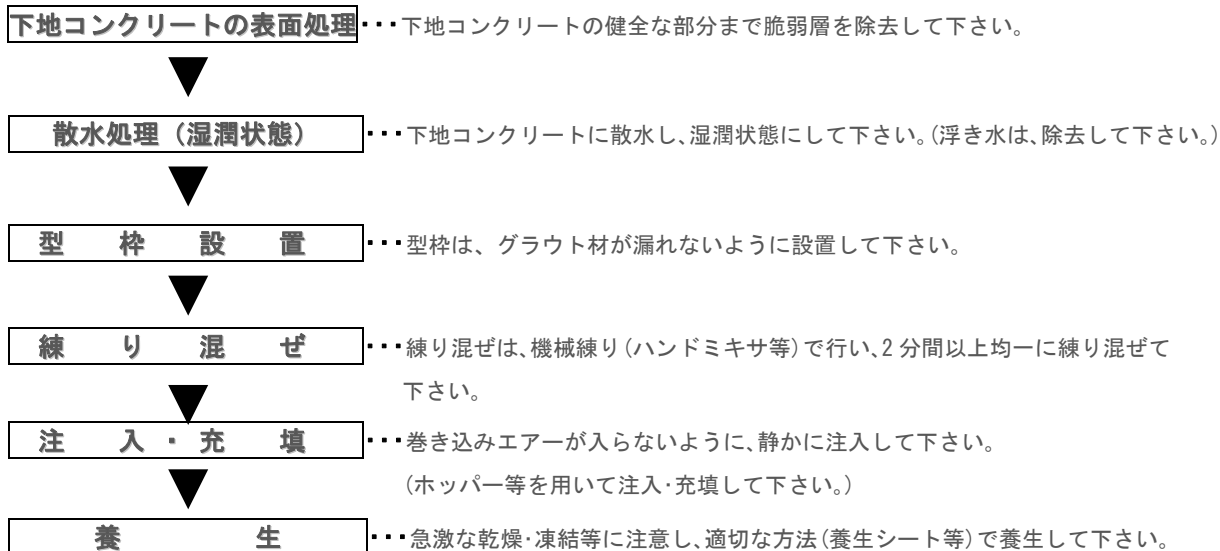 下地コンクリートの表面処理・・・下地コンクリートの健全な部分まで脆弱層を除去して下さい。
散水処理（湿潤状態）・・・下地コンクリートに散水し、湿潤状態にして下さい。(浮き水は、除去して下さい。)
型枠設置・・・型枠は、グラウト材が漏れないように設置して下さい。
練り混ぜ・・・練り混ぜは、機械練り(ハンドミキサ等)で行い、2分間以上均一に練り混ぜて
下さい。
注入・充填・・・巻き込みエアーが入らないように、静かに注入して下さい。
(ホッパー等を用いて注入・充填して下さい。)
養生・・・急激な乾燥・凍結等に注意し、適切な方法(養生シート等)で養生して下さい。